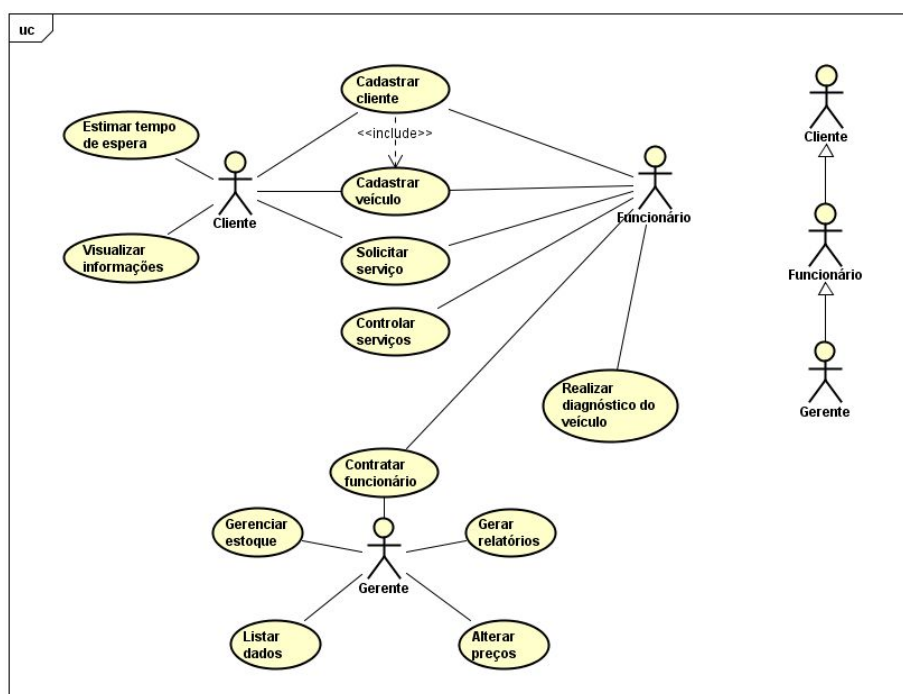 uc
Cadastrar
cliente
<<include>>
Estimar tempo
de espera
Cadastrar
veículo
Cliente
Funcionário
Visualizar
informações
Solicitar
serviço
Controlar
serviços
Realizar
diagnóstico do
veículo
Contratar
funcionário
Gerenciar
estoque
Gerar
relatórios
Gerente
Listar
dados
Alterar
preços
Cliente
Funcionário
Gerente